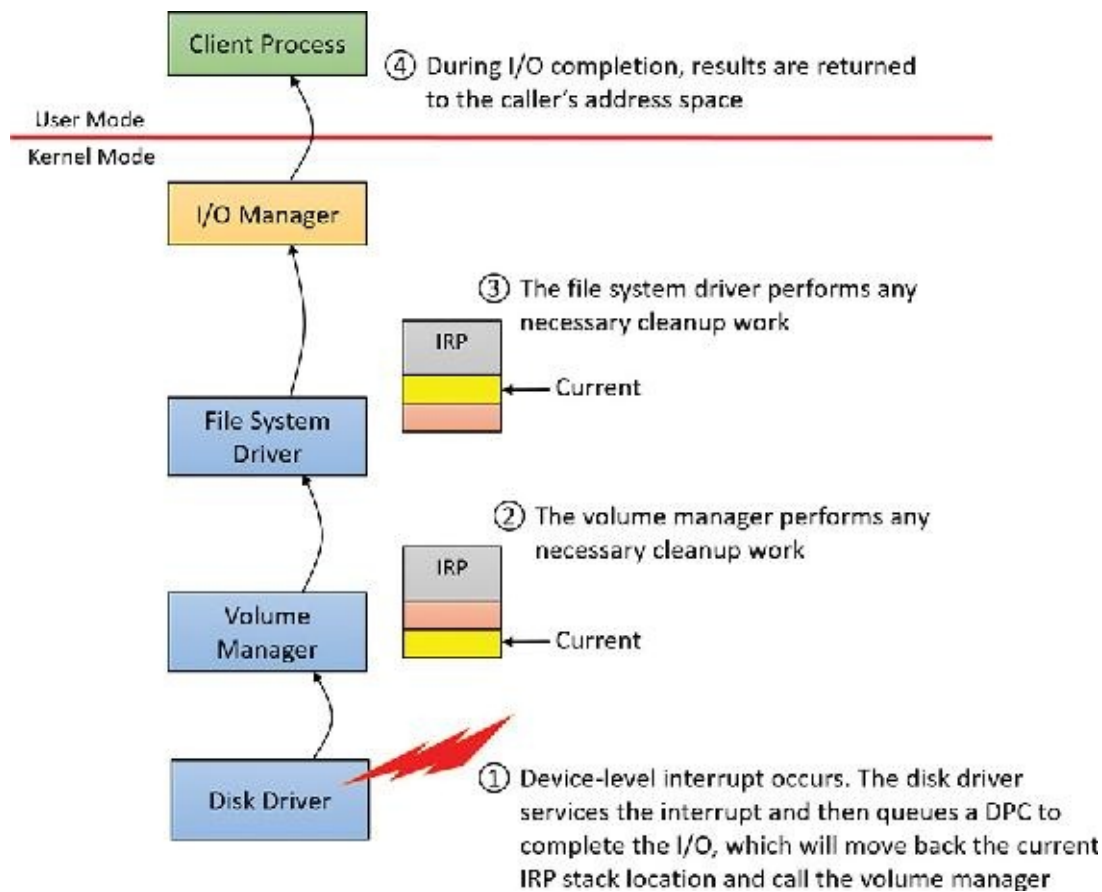 Client Process
④ During I/O completion, results are returned
to the caller's address space
User Mode
Kernel Mode
I/O Manager
③ The file system driver performs any
necessary cleanup work
IRP
Current
File System
Driver
② The volume manager performs any
necessary cleanup work
IRP
Current
Volume
Manager
Disk Driver
① Device-level interrupt occurs. The disk driver
services the interrupt and then queues a DPC to
complete the I/O, which will move back the current
IRP stack location and call the volume manager